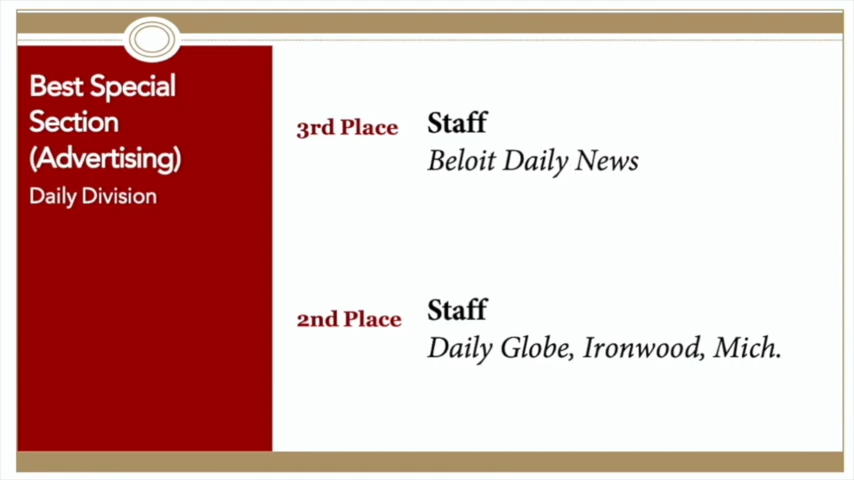 Best Special
Section
(Advertising)
Daily Division
3rd Place
Staff
Beloit Daily News
2nd Place
Staff
Daily Globe, Ironwood, Mich.